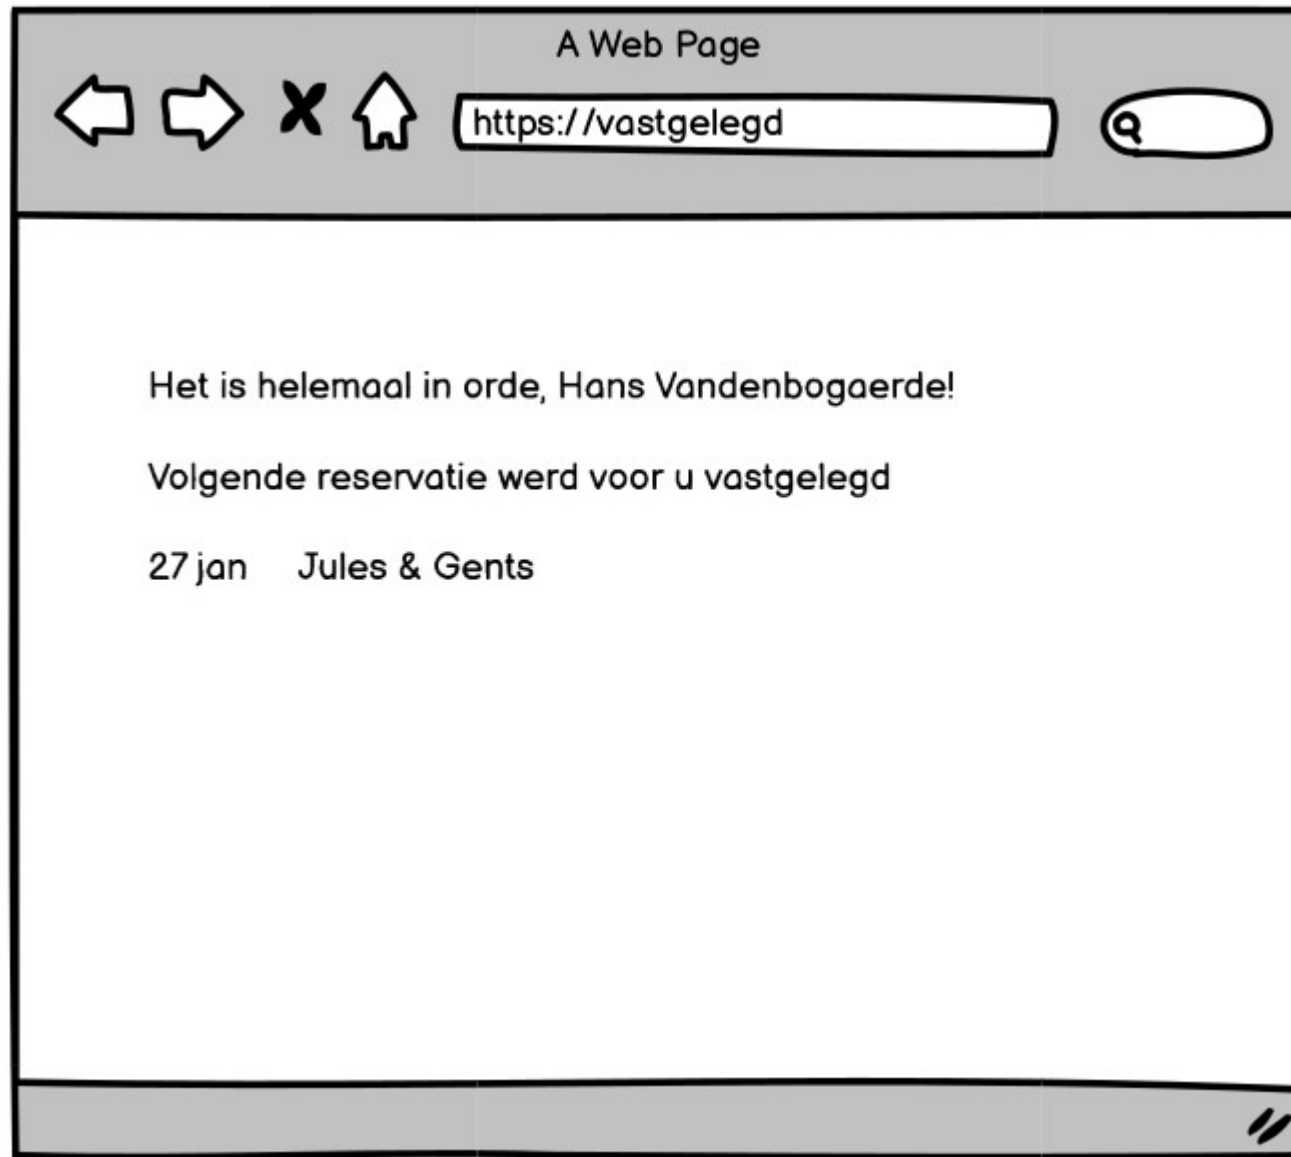 A Web Page
https://vastgelegd
Het is helemaal in orde, Hans Vandenbogaerde!
Volgende reservatie werd voor u vastgelegd
27 jan Jules & Gents